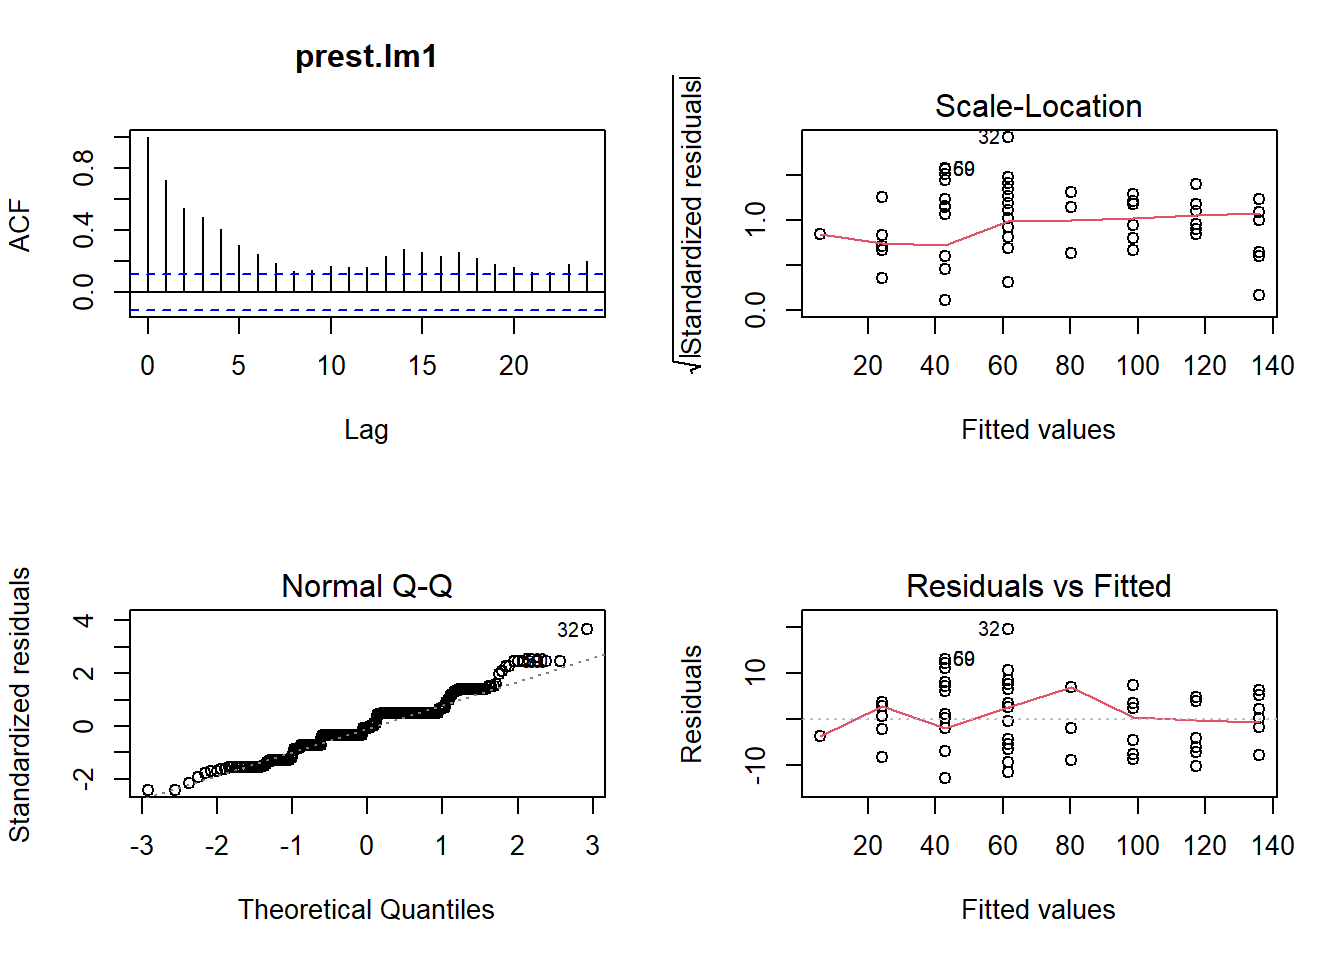 prest.lm1
ACF
0.0 0.4 0.8
0 5 10 15 20
Lag
Scale-Location
√|Standardized residuals|
0.0 1.0
32
69
20 40 60 80 100 120 140
Fitted values
Normal Q-Q
Standardized residuals
-2 0 2 4
32
-3 -2 -1 0 1 2 3
Theoretical Quantiles
Residuals vs Fitted
Residuals
-10 10
32
69
20 40 60 80 100 120 140
Fitted values